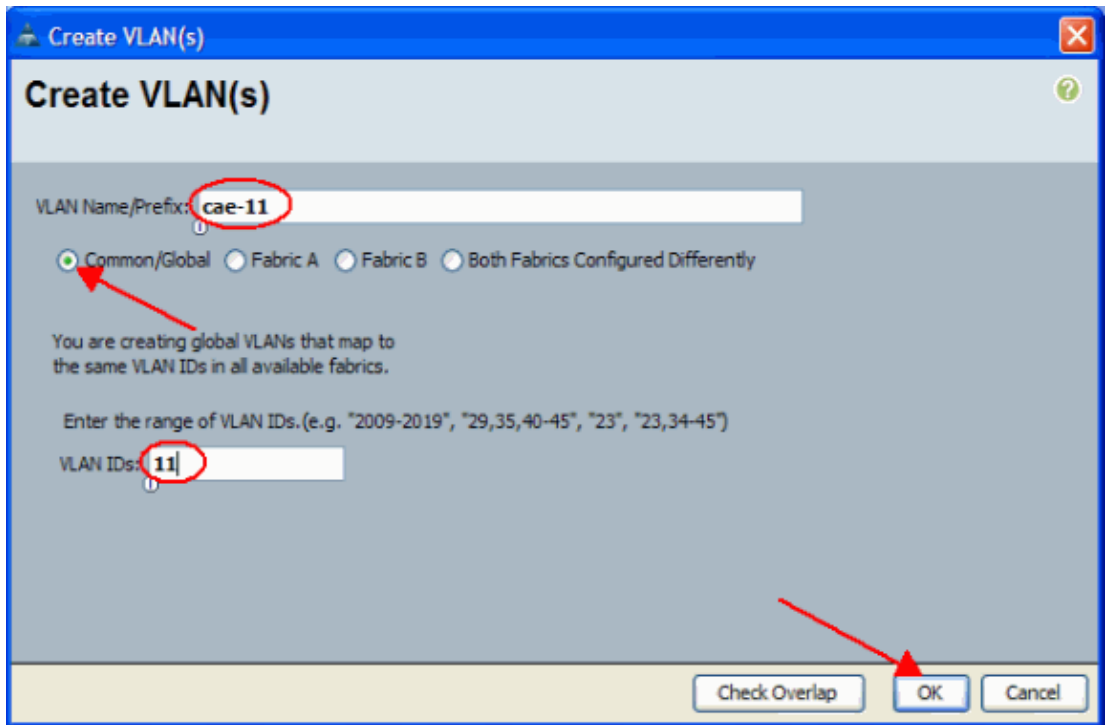 Create VLAN(s)
Create VLAN(s)
?
VLAN Name/Prefix: cae-11
Common/Global Fabric A Fabric B Both Fabrics Configured Differently
You are creating global VLANs that map to
the same VLAN IDs in all available fabrics.
Enter the range of VLAN IDs.(e.g. "2009-2019", "29,35,40-45", "23", "23,34-45")
VLAN IDs: 11
Check Overlap OK Cancel